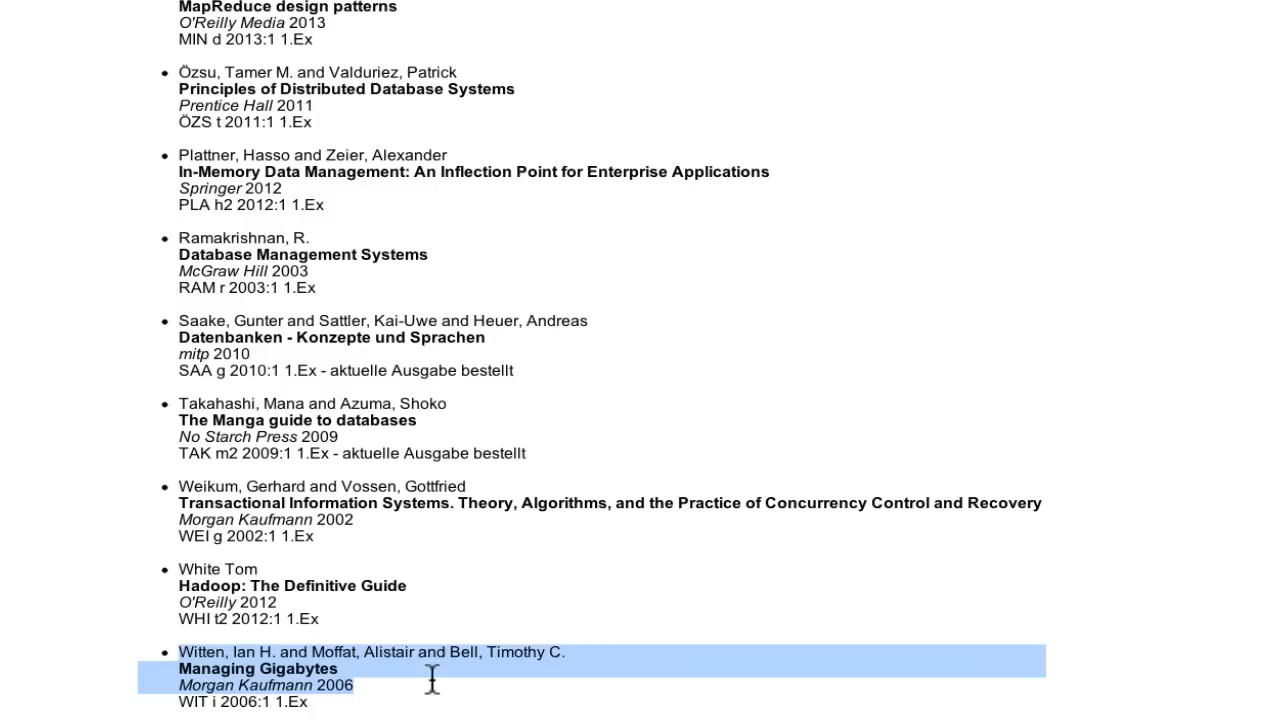 MapReduce design patterns
O'Reilly Media 2013
MIN d 2013:1 1.Ex
Özsu, Tamer M. and Valduriez, Patrick
Principles of Distributed Database Systems
Prentice Hall 2011
ÖZS t 2011:1 1.Ex
Plattner, Hasso and Zeier, Alexander
In-Memory Data Management: An Inflection Point for Enterprise Applications
Springer 2012
PLA h2 2012:1 1.Ex
Ramakrishnan, R.
Database Management Systems
McGraw Hill 2003
RAM r 2003:1 1.Ex
Saake, Gunter and Sattler, Kai-Uwe and Heuer, Andreas
Datenbanken - Konzepte und Sprachen
mitp 2010
SAA g 2010:1 1.Ex - aktuelle Ausgabe bestellt
Takahashi, Mana and Azuma, Shoko
The Manga guide to databases
No Starch Press 2009
TAK m2 2009:1 1.Ex - aktuelle Ausgabe bestellt
Weikum, Gerhard and Vossen, Gottfried
Transactional Information Systems. Theory, Algorithms, and the Practice of Concurrency Control and Recovery
Morgan Kaufmann 2002
WEI g 2002:1 1.Ex
White Tom
Hadoop: The Definitive Guide
O'Reilly 2012
WHI t2 2012:1 1.Ex
Witten, Ian H. and Moffat, Alistair and Bell, Timothy C.
Managing Gigabytes
Morgan Kaufmann 2006
WIT i 2006:1 1.Ex